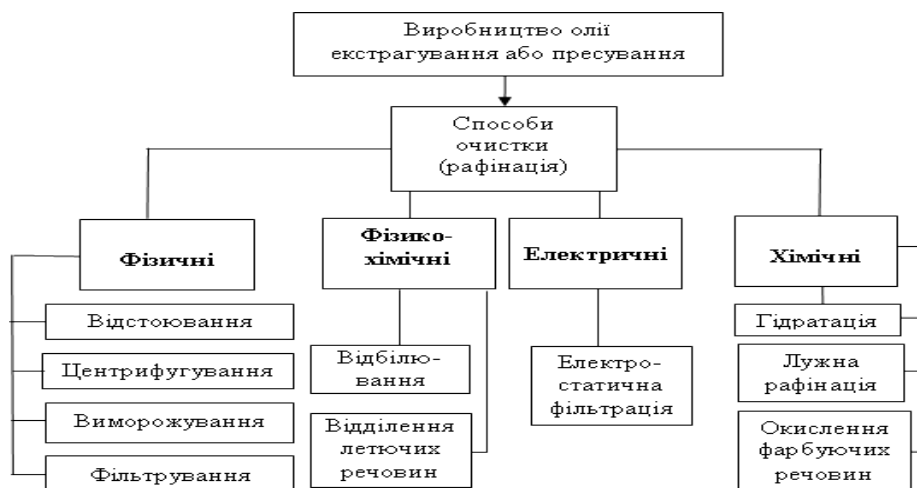 Виробництво олії
екстрагування або пресування
Способи
очистки
(рафінація)
Фізичні
Фізико-
хімічні
Електричні
Хімічні
Відстоювання
Центрифугування
Виморожування
Фільтрування
Відбілю-
вання
Відділення
летючих
речовин
Електро-
статична
фільтрація
Гідратація
Лужна
рафінація
Окислення
фарбуючих
речовин